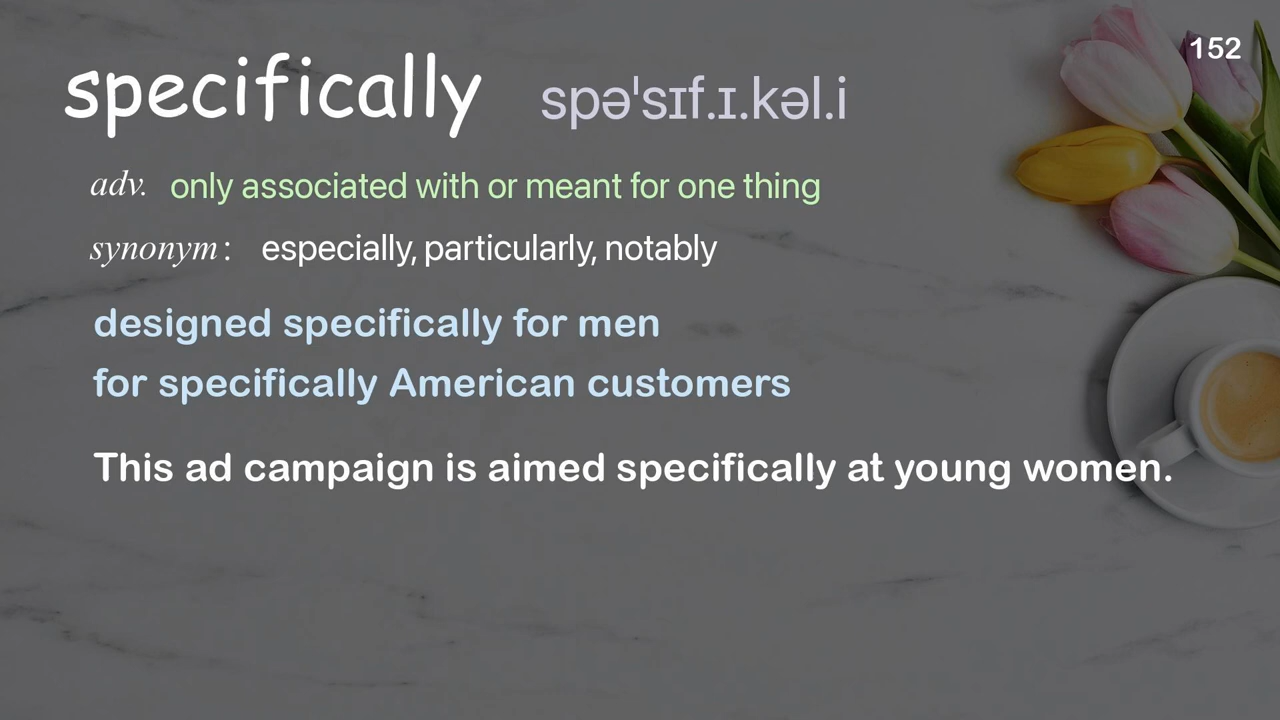 152
specifically spəˈsɪf.ɪ.kəl.i
adv. only associated with or meant for one thing
synonym: especially, particularly, notably
designed specifically for men
for specifically American customers
This ad campaign is aimed specifically at young women.